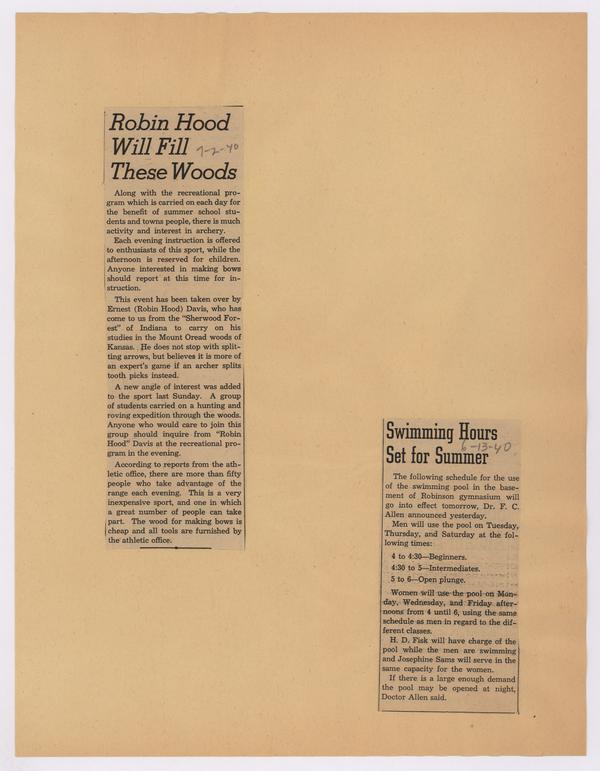 Robin Hood
Will Fill 7-2-40
These Woods
Along with the recreational pro-
gram which is carried on each day for
the benefit of summer school stu-
dents and towns people, there is much
activity and interest in archery.
Each evening instruction is offered
to enthusiasts of this sport, while the
afternoon is reserved for children.
Anyone interested in making bows
should report at this time for in-
struction.
This event has been taken over by
Ernest (Robin Hood) Davis, who has
come to us from the "Sherwood For-
est" of Indiana to carry on his
studies in the Mount Oread woods of
Kansas. He does not stop with split-
ting arrows, but believes it is more of
an expert's game if an archer splits
tooth picks instead.
A new angle of interest was added
to the sport last Sunday. A group
of students carried on a hunting and
roving expedition through the woods.
Anyone who would care to join this
group should inquire from "Robin
Hood" Davis at the recreational pro-
gram in the evening.
According to reports from the ath-
letic office, there are more than fifty
people who take advantage of the
range each evening. This is a very
inexpensive sport, and one in which
a great number of people can take
part. The wood for making bows is
cheap and all tools are furnished by
the athletic office.
Swimming Hours
6-13-40
Set for Summer
The following schedule for the use
of the swimming pool in the base-
ment of Robinson gymnasium will
go into effect tomorrow, Dr. F. C.
Allen announced yesterday.
Men will use the pool on Tuesday,
Thursday, and Saturday at the fol-
lowing times:
4 to 4:30—Beginners.
4:30 to 5—Intermediates.
5 to 6—Open plunge.
Women will use the pool on Mon-
day, Wednesday, and Friday after-
noons from 4 until 6, using the same
schedule as men in regard to the dif-
ferent classes.
H. D. Fisk will have charge of the
pool while the men are swimming
and Josephine Sams will serve in the
same capacity for the women.
If there is a large enough demand
the pool may be opened at night,
Doctor Allen said.